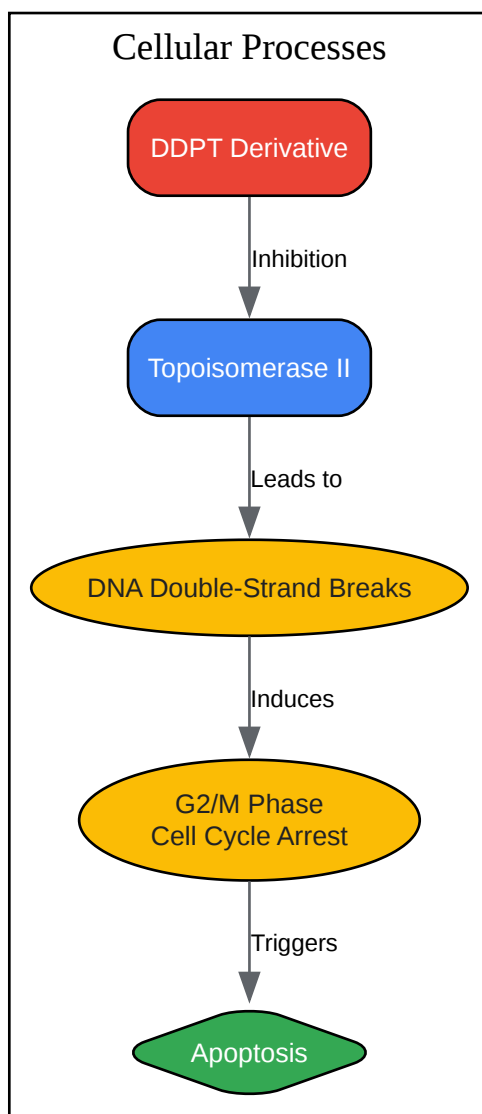 Cellular Processes
DDPT Derivative
Inhibition
Topoisomerase II
Leads to
DNA Double-Strand Breaks
Induces
G2/M Phase
Cell Cycle Arrest
Triggers
Apoptosis